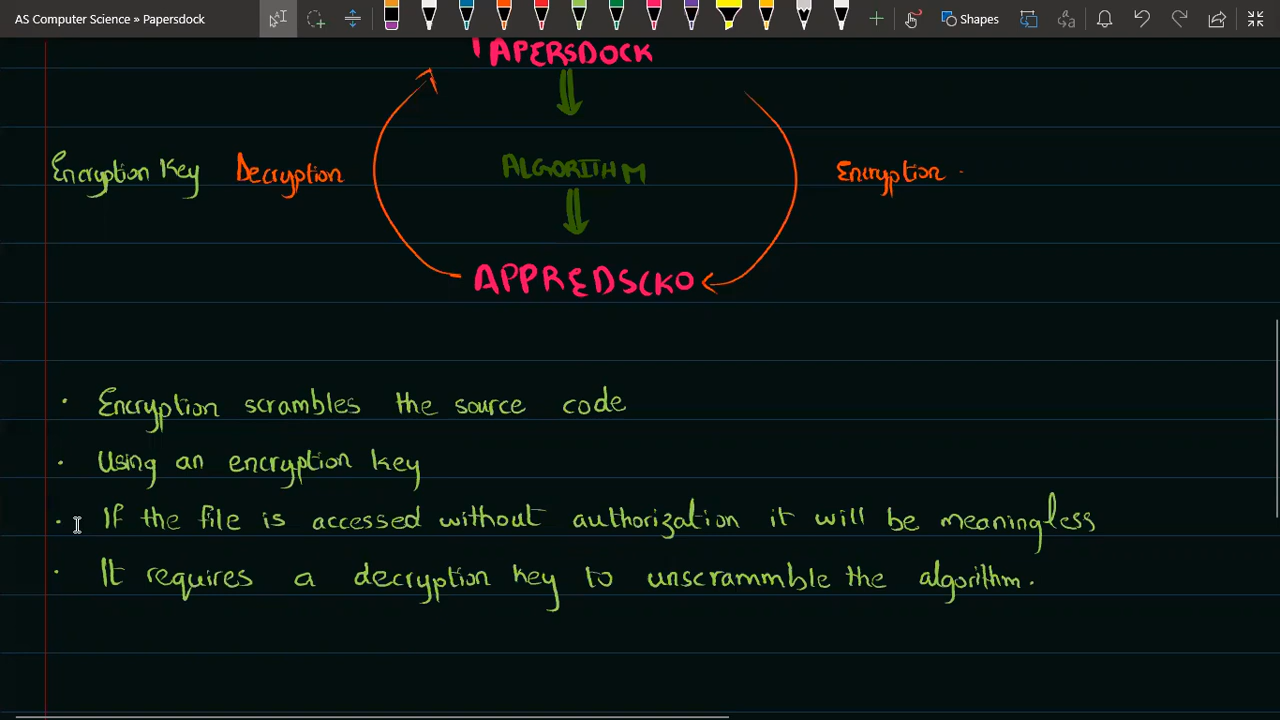 AS Computer Science » Papersdock
Shapes
PAPERSDOCK
Encryption Key Decryption ALGORITHM Encryption
APPREDSCKO
· Encryption scrambles the source code
· Using an encryption key
· If the file is accessed without authorization it will be meaningless
· It requires a decryption key to unscrammble the algorithm.